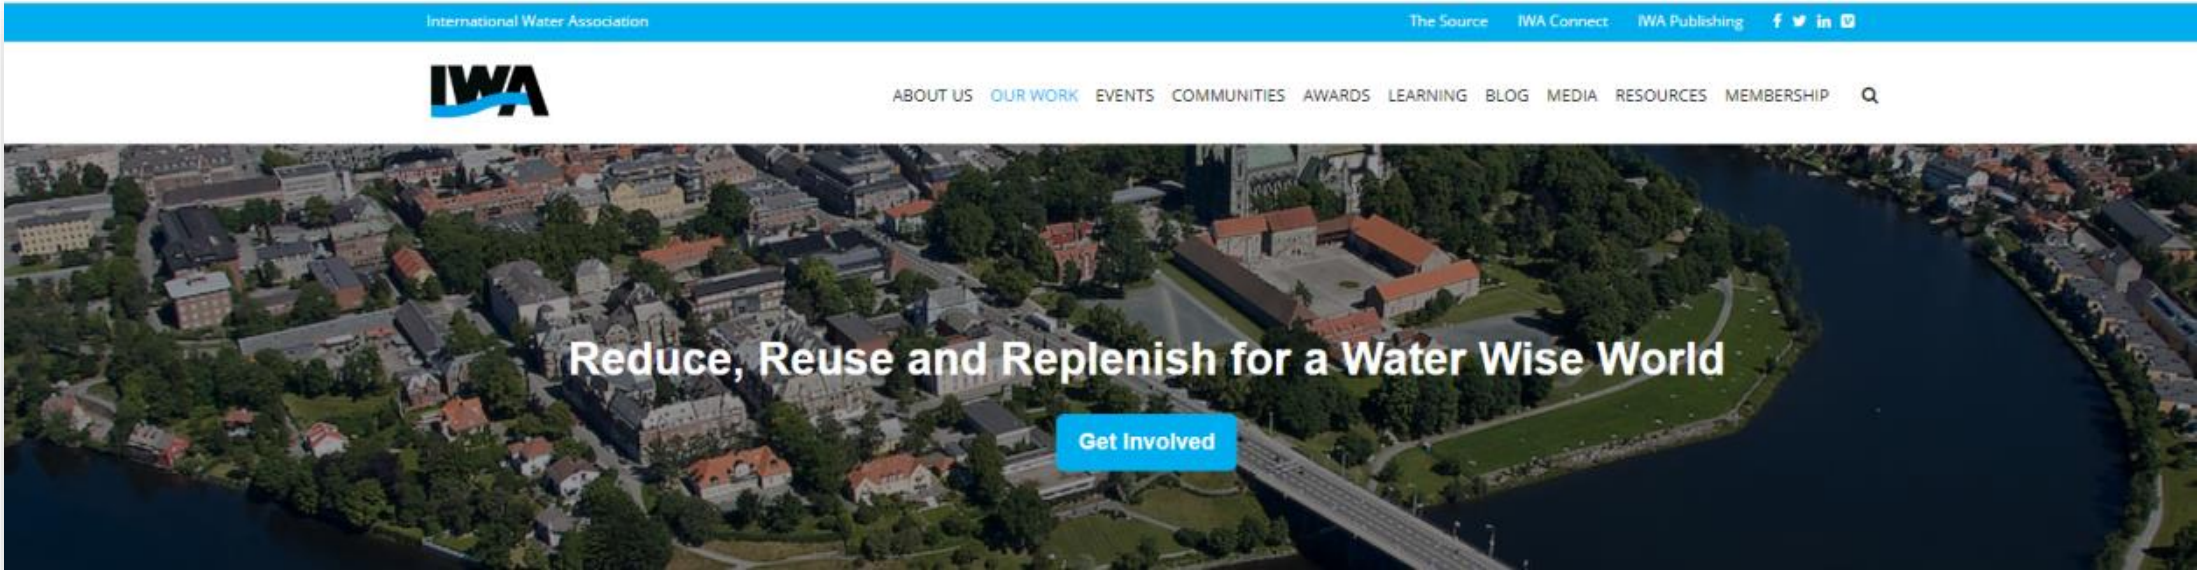 International Water Association The Source IWA Connect IWA Publishing
IWA
ABOUT US OUR WORK EVENTS COMMUNITIES AWARDS LEARNING BLOG MEDIA RESOURCES MEMBERSHIP
Reduce, Reuse and Replenish for a Water Wise World
Get Involved